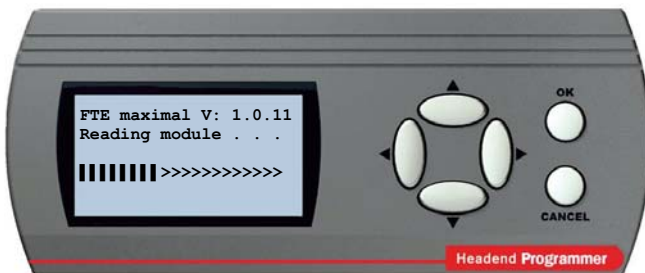 FTE maximal V: 1.0.11
Reading module . . .
▌▌▌▌▌▌▌▌>>>>>>>>>>>>
OK
CANCEL
Headend Programmer